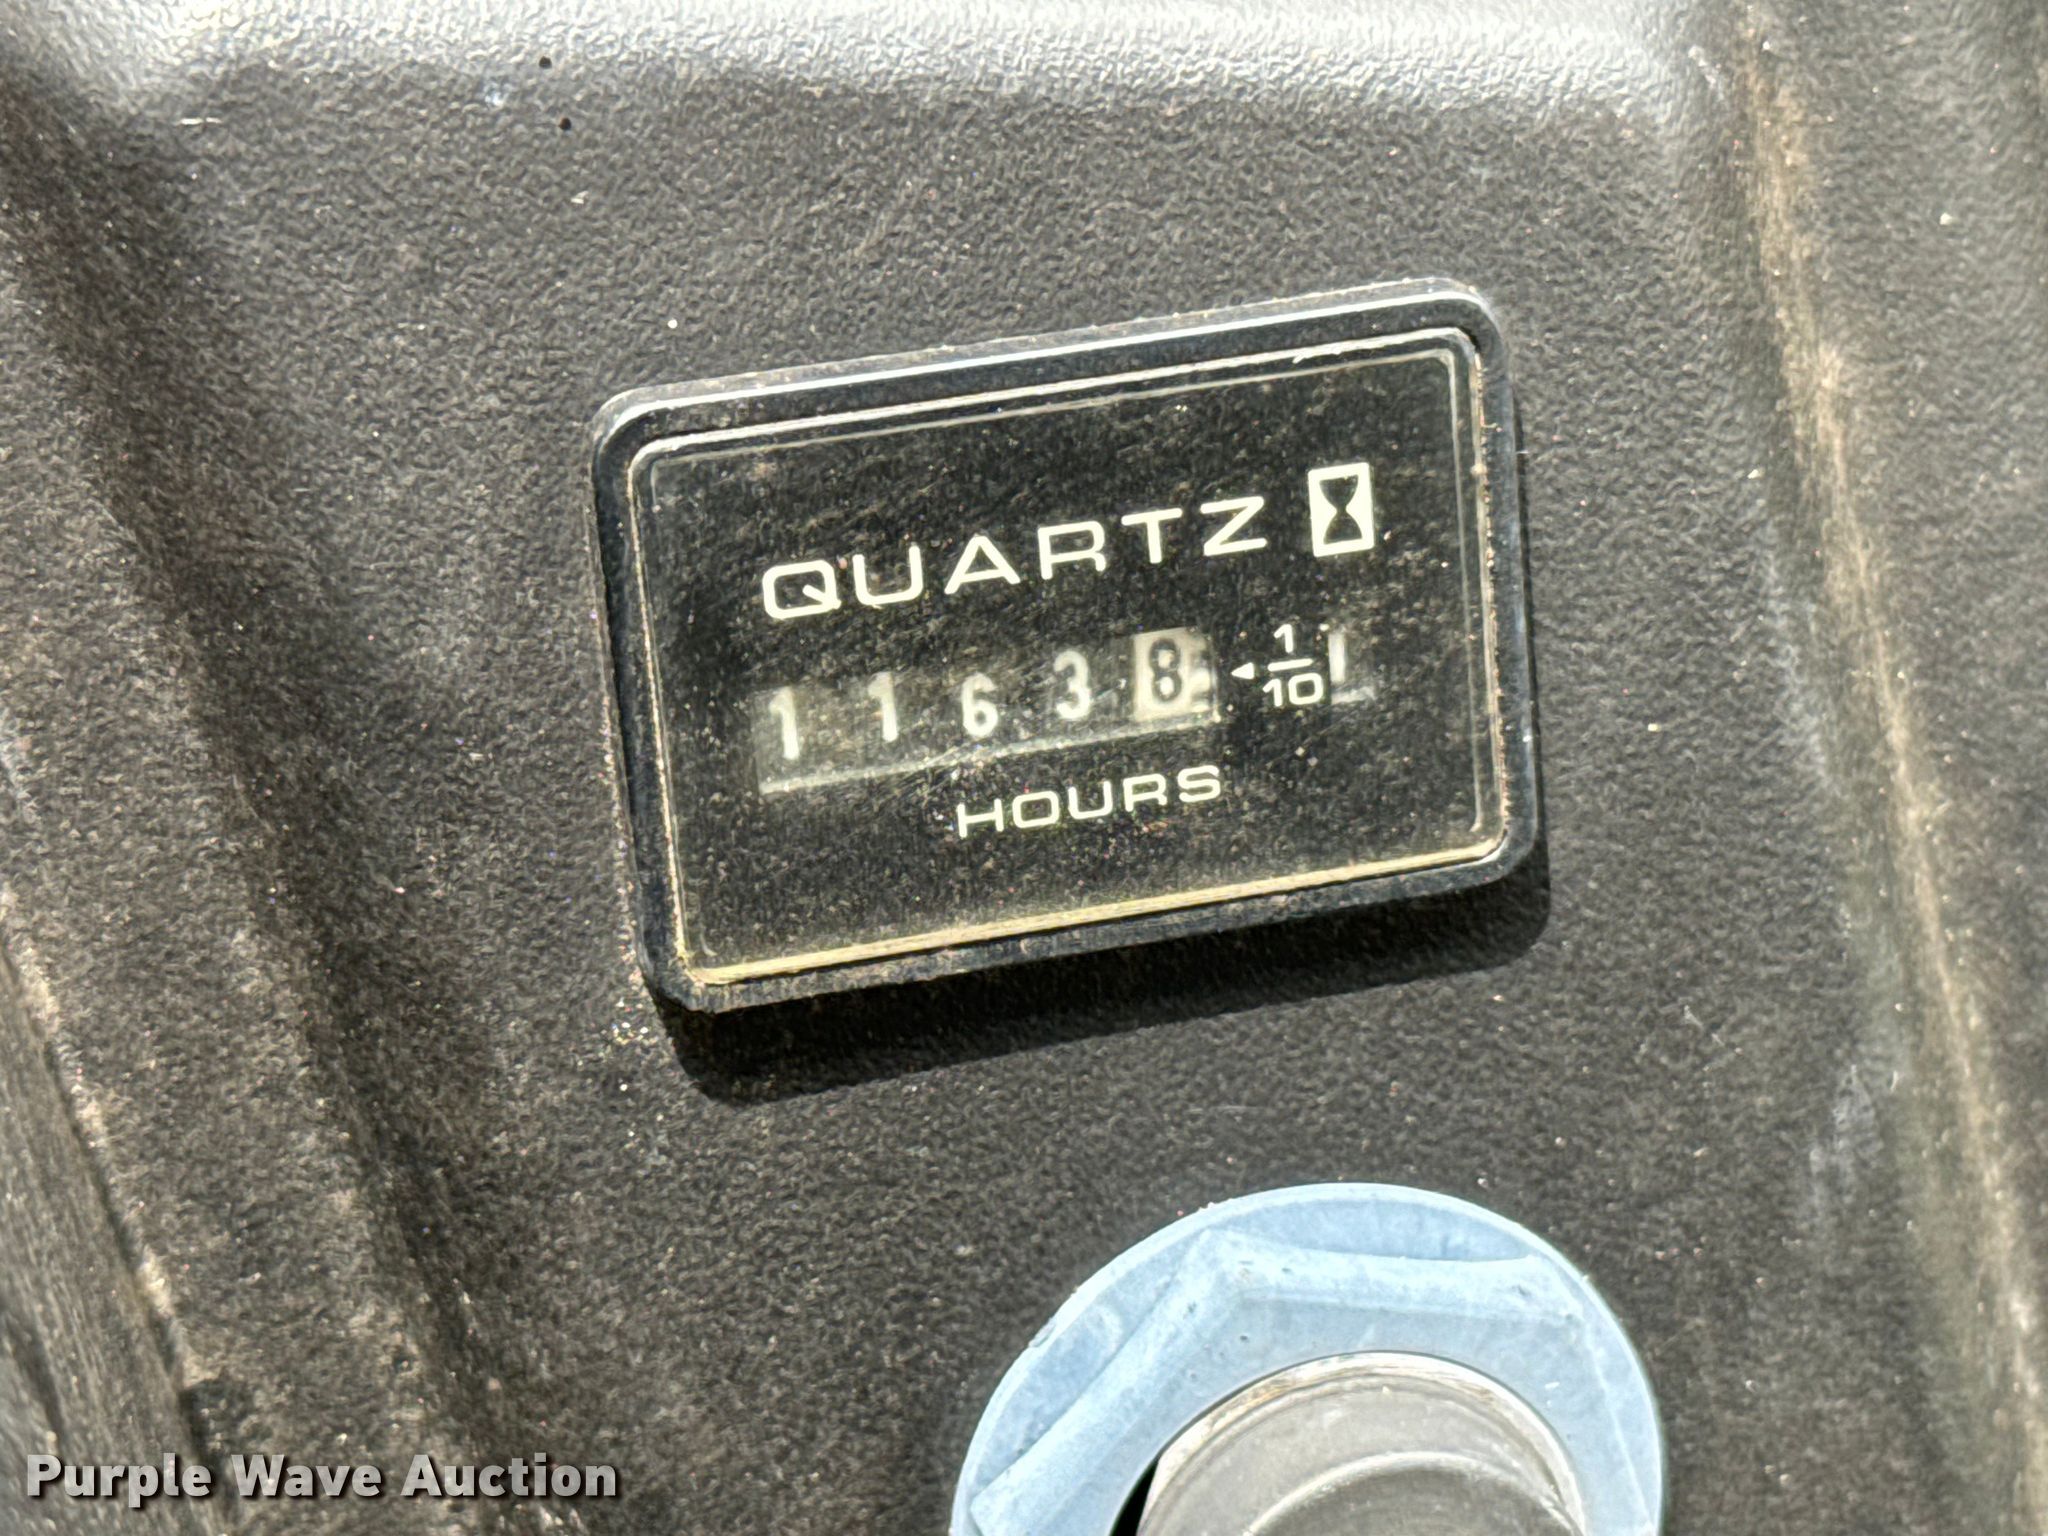 QUARTZ
11638 1/10
HOURS
Purple Wave Auction